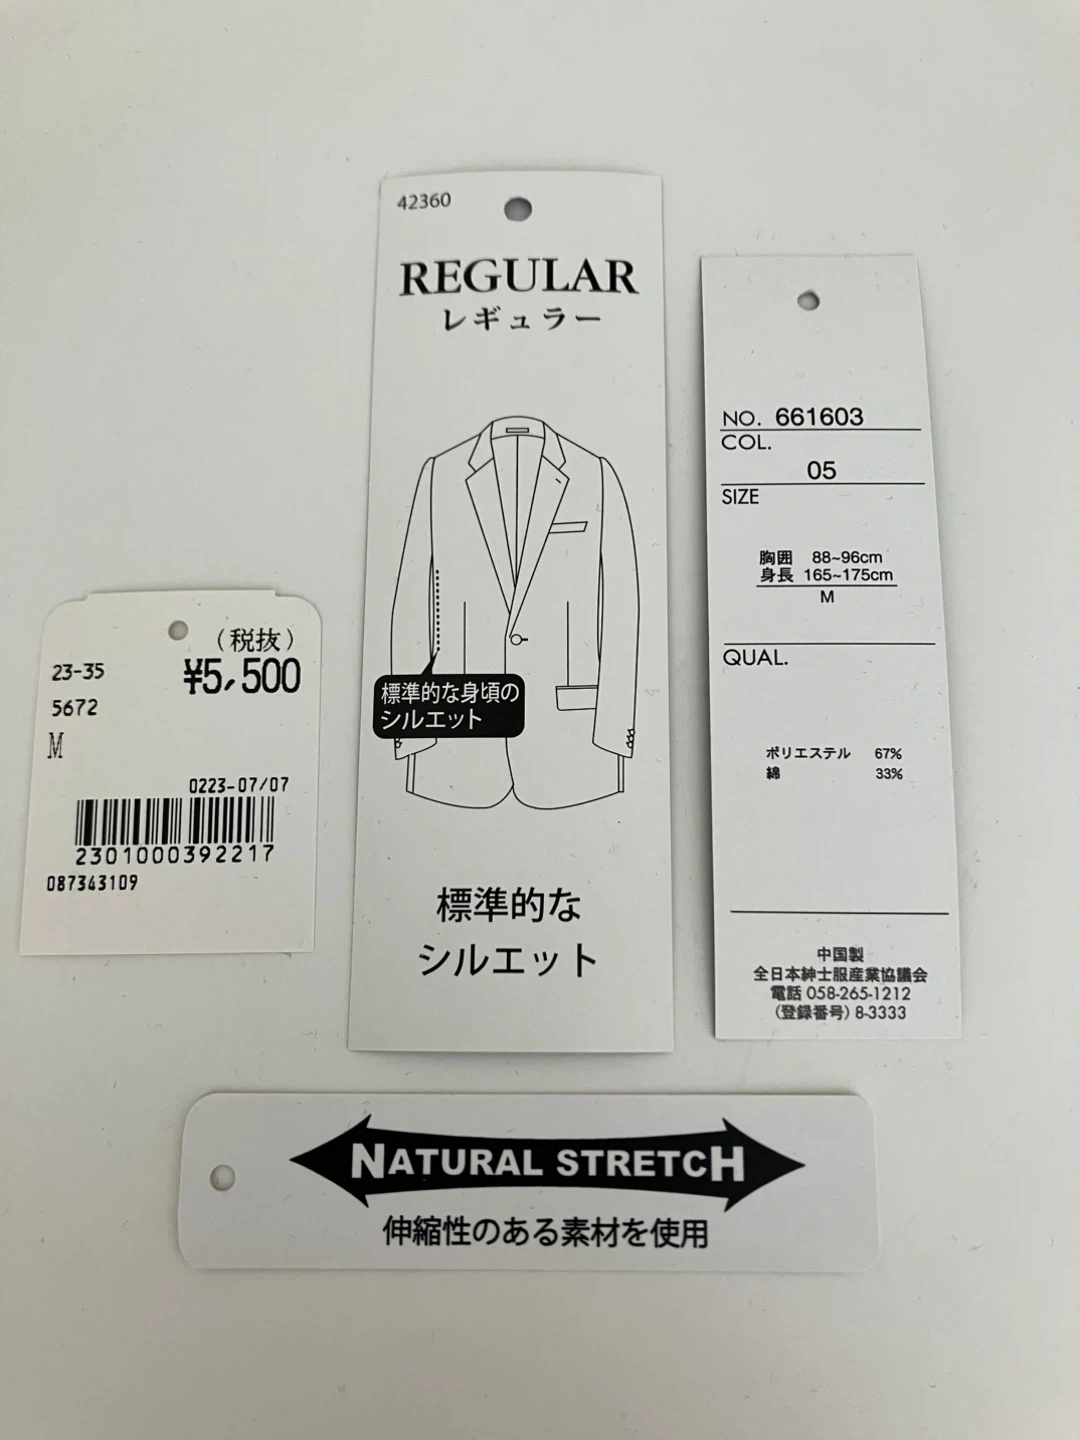 42360
REGULAR
レギュラー
標準的な身頃の
シルエット
標準的な
シルエット
NO. 661603
COL.
05
SIZE
胸囲 88~96cm
身長 165~175cm
M
QUAL.
ポリエステル 67%
綿 33%
中国製
全日本紳士服産業協議会
電話 058-265-1212
(登録番号) 8-3333
(税抜)
23-35 ¥5,500
5672
M
0223-07/07
2301000392217
087343109
NATURAL STRETCH
伸縮性のある素材を使用